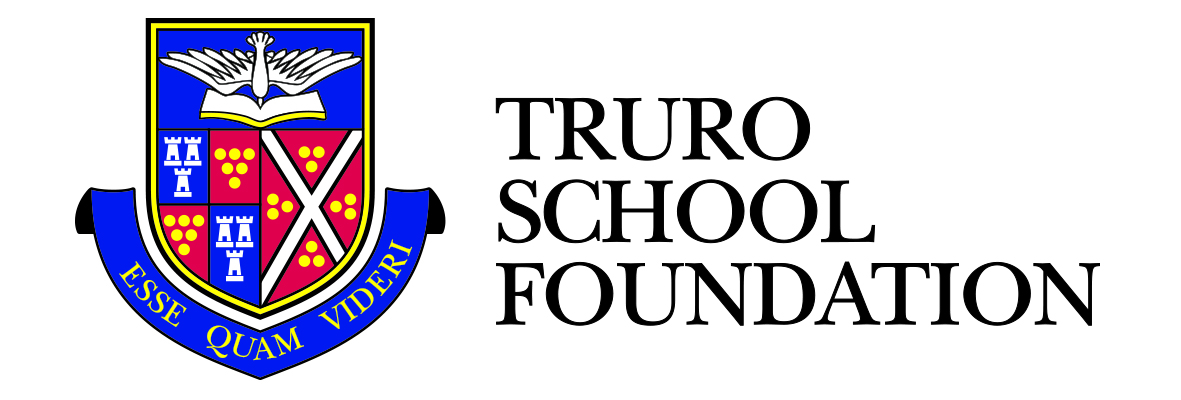 ESSE QUAM VIDERI
TRURO
SCHOOL
FOUNDATION